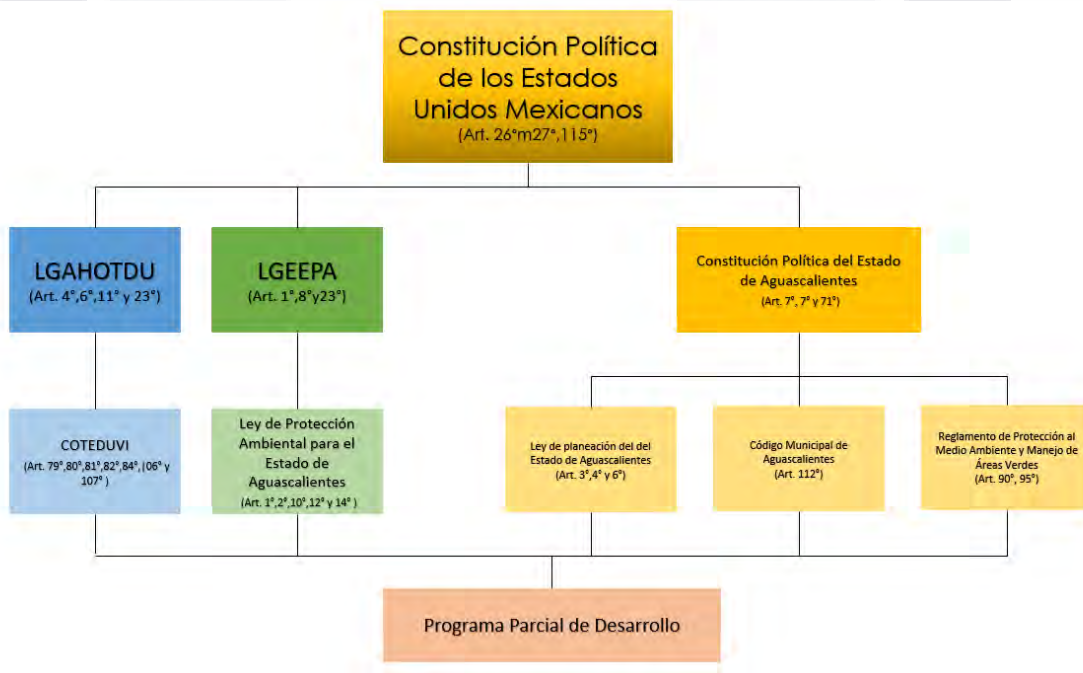 Constitución Política
de los Estados
Unidos Mexicanos
(Art. 26°m27°,115°)
LGAHOTDU
(Art. 4°,6°,11° y 23°)
LGEEPA
(Art. 1°,8°y23°)
Constitución Política del Estado
de Aguascalientes
(Art. 7°, 7° y 71°)
COTEDUVI
(Art. 79°,80°,81°,82°,84°,|06° y
107° )
Ley de Protección
Ambiental para el
Estado de
Aguascalientes
(Art. 1°,2°,10°,12° y 14° )
Ley de planeación del del
Estado de Aguascalientes
(Art. 3°,4° y 6°)
Código Municipal de
Aguascalientes
(Art. 112°)
Reglamento de Protección al
Medio Ambiente y Manejo de
Áreas Verdes
(Art. 90°, 95°)
Programa Parcial de Desarrollo